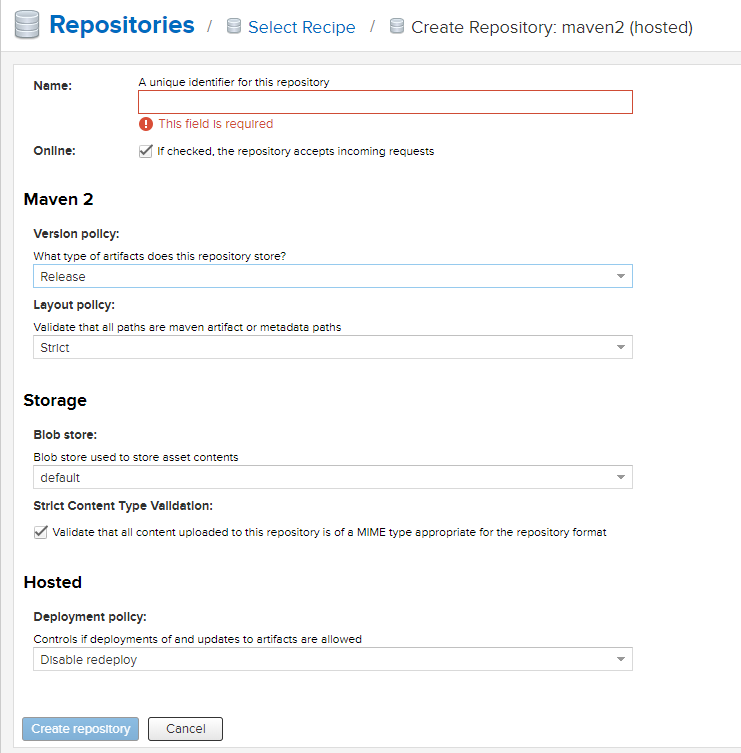 Repositories / Select Recipe / Create Repository: maven2 (hosted)
Name:
A unique identifier for this repository
This field is required
Online:
If checked, the repository accepts incoming requests
Maven 2
Version policy:
What type of artifacts does this repository store?
Release
Layout policy:
Validate that all paths are maven artifact or metadata paths
Strict
Storage
Blob store:
Blob store used to store asset contents
default
Strict Content Type Validation:
Validate that all content uploaded to this repository is of a MIME type appropriate for the repository format
Hosted
Deployment policy:
Controls if deployments of and updates to artifacts are allowed
Disable redeploy
Create repository Cancel